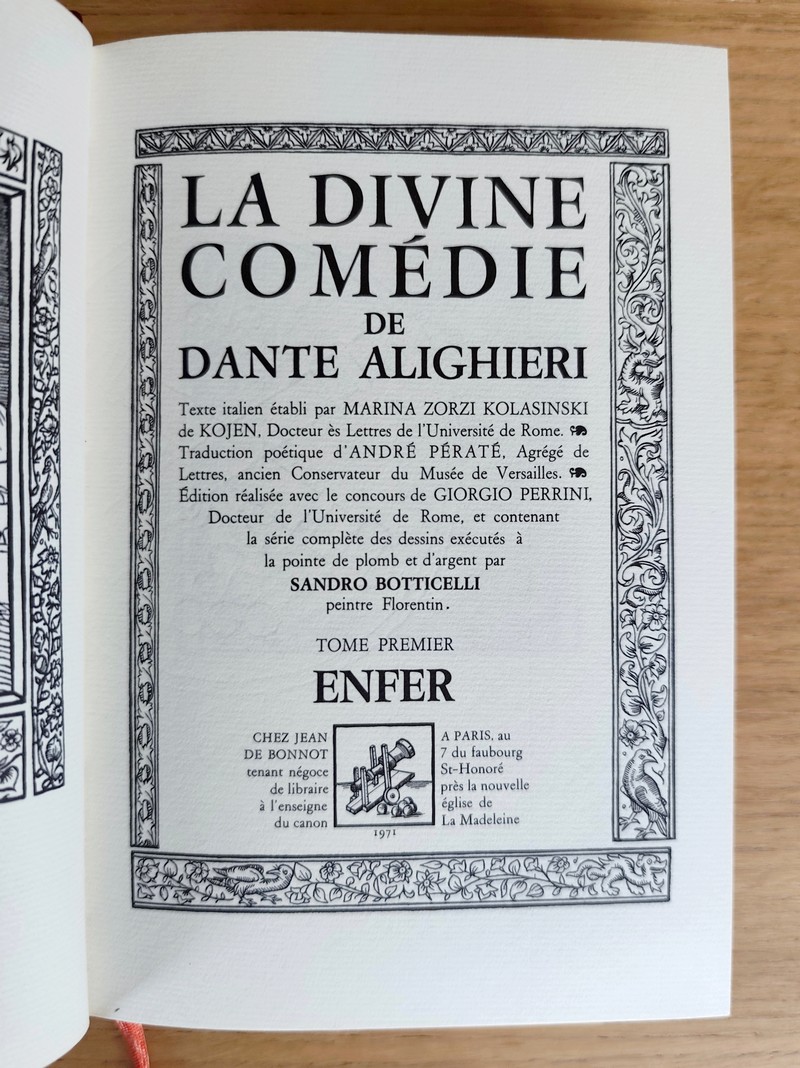 LA DIVINE
COMÉDIE
DE
DANTE ALIGHIERI
Texte italien établi par MARINA ZORZI KOLASINSKI
de KOJEN, Docteur ès Lettres de l'Université de Rome.
Traduction poétique d'ANDRÉ PÉRATÉ, Agrégé de
Lettres, ancien Conservateur du Musée de Versailles.
Édition réalisée avec le concours de GIORGIO PERRINI,
Docteur de l'Université de Rome, et contenant
la série complète des dessins exécutés à
la pointe de plomb et d'argent par
SANDRO BOTTICELLI
peintre Florentin.
TOME PREMIER
ENFER
CHEZ JEAN
DE BONNOT
tenant négoce
de libraire
à l'enseigne
du canon
A PARIS, au
7 du faubourg
St-Honoré
près la nouvelle
église de
La Madeleine
1971